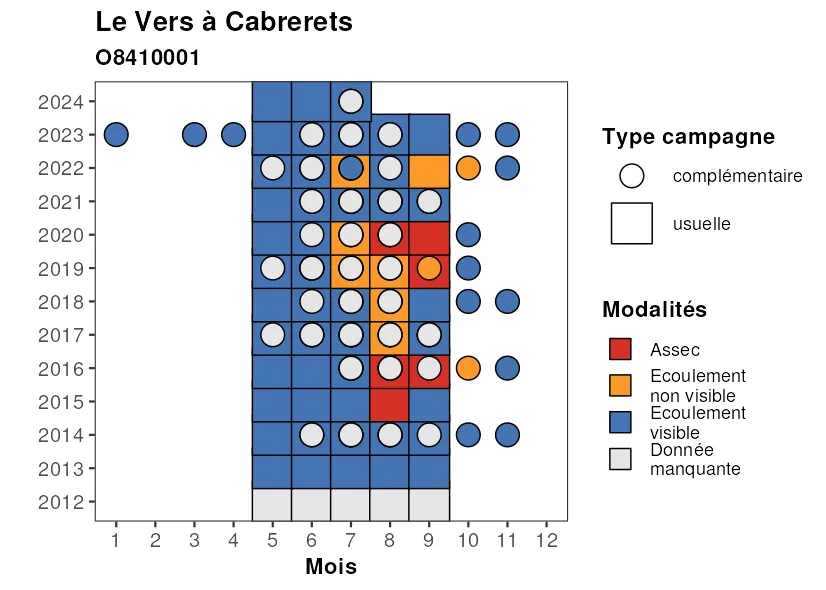 Le Vers à Cabrerets
O8410001
2024
2023
2022
2021
2020
2019
2018
2017
2016
2015
2014
2013
2012
1 2 3 4 5 6 7 8 9 10 11 12
Mois
Type campagne
complémentaire
usuelle
Modalités
Assec
Ecoulement
non visible
Ecoulement
visible
Donnée
manquante